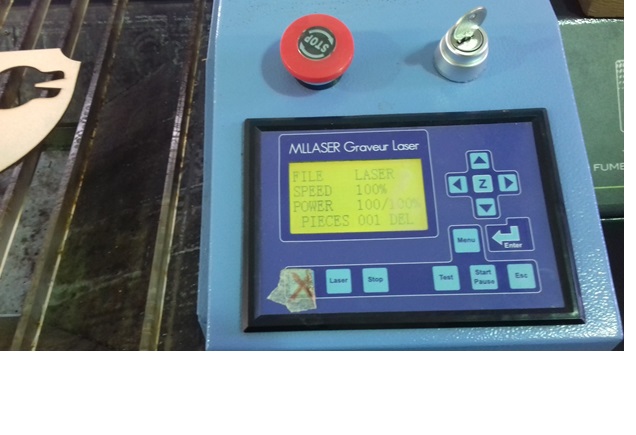 STOP
MLLASER Graveur Laser
FILE LASER
SPEED 100%
POWER 100/100%
PIECES 001 DEL
Z
Menu
Enter
X
Laser
Stop
Test
Start
Pause
Esc
FUME